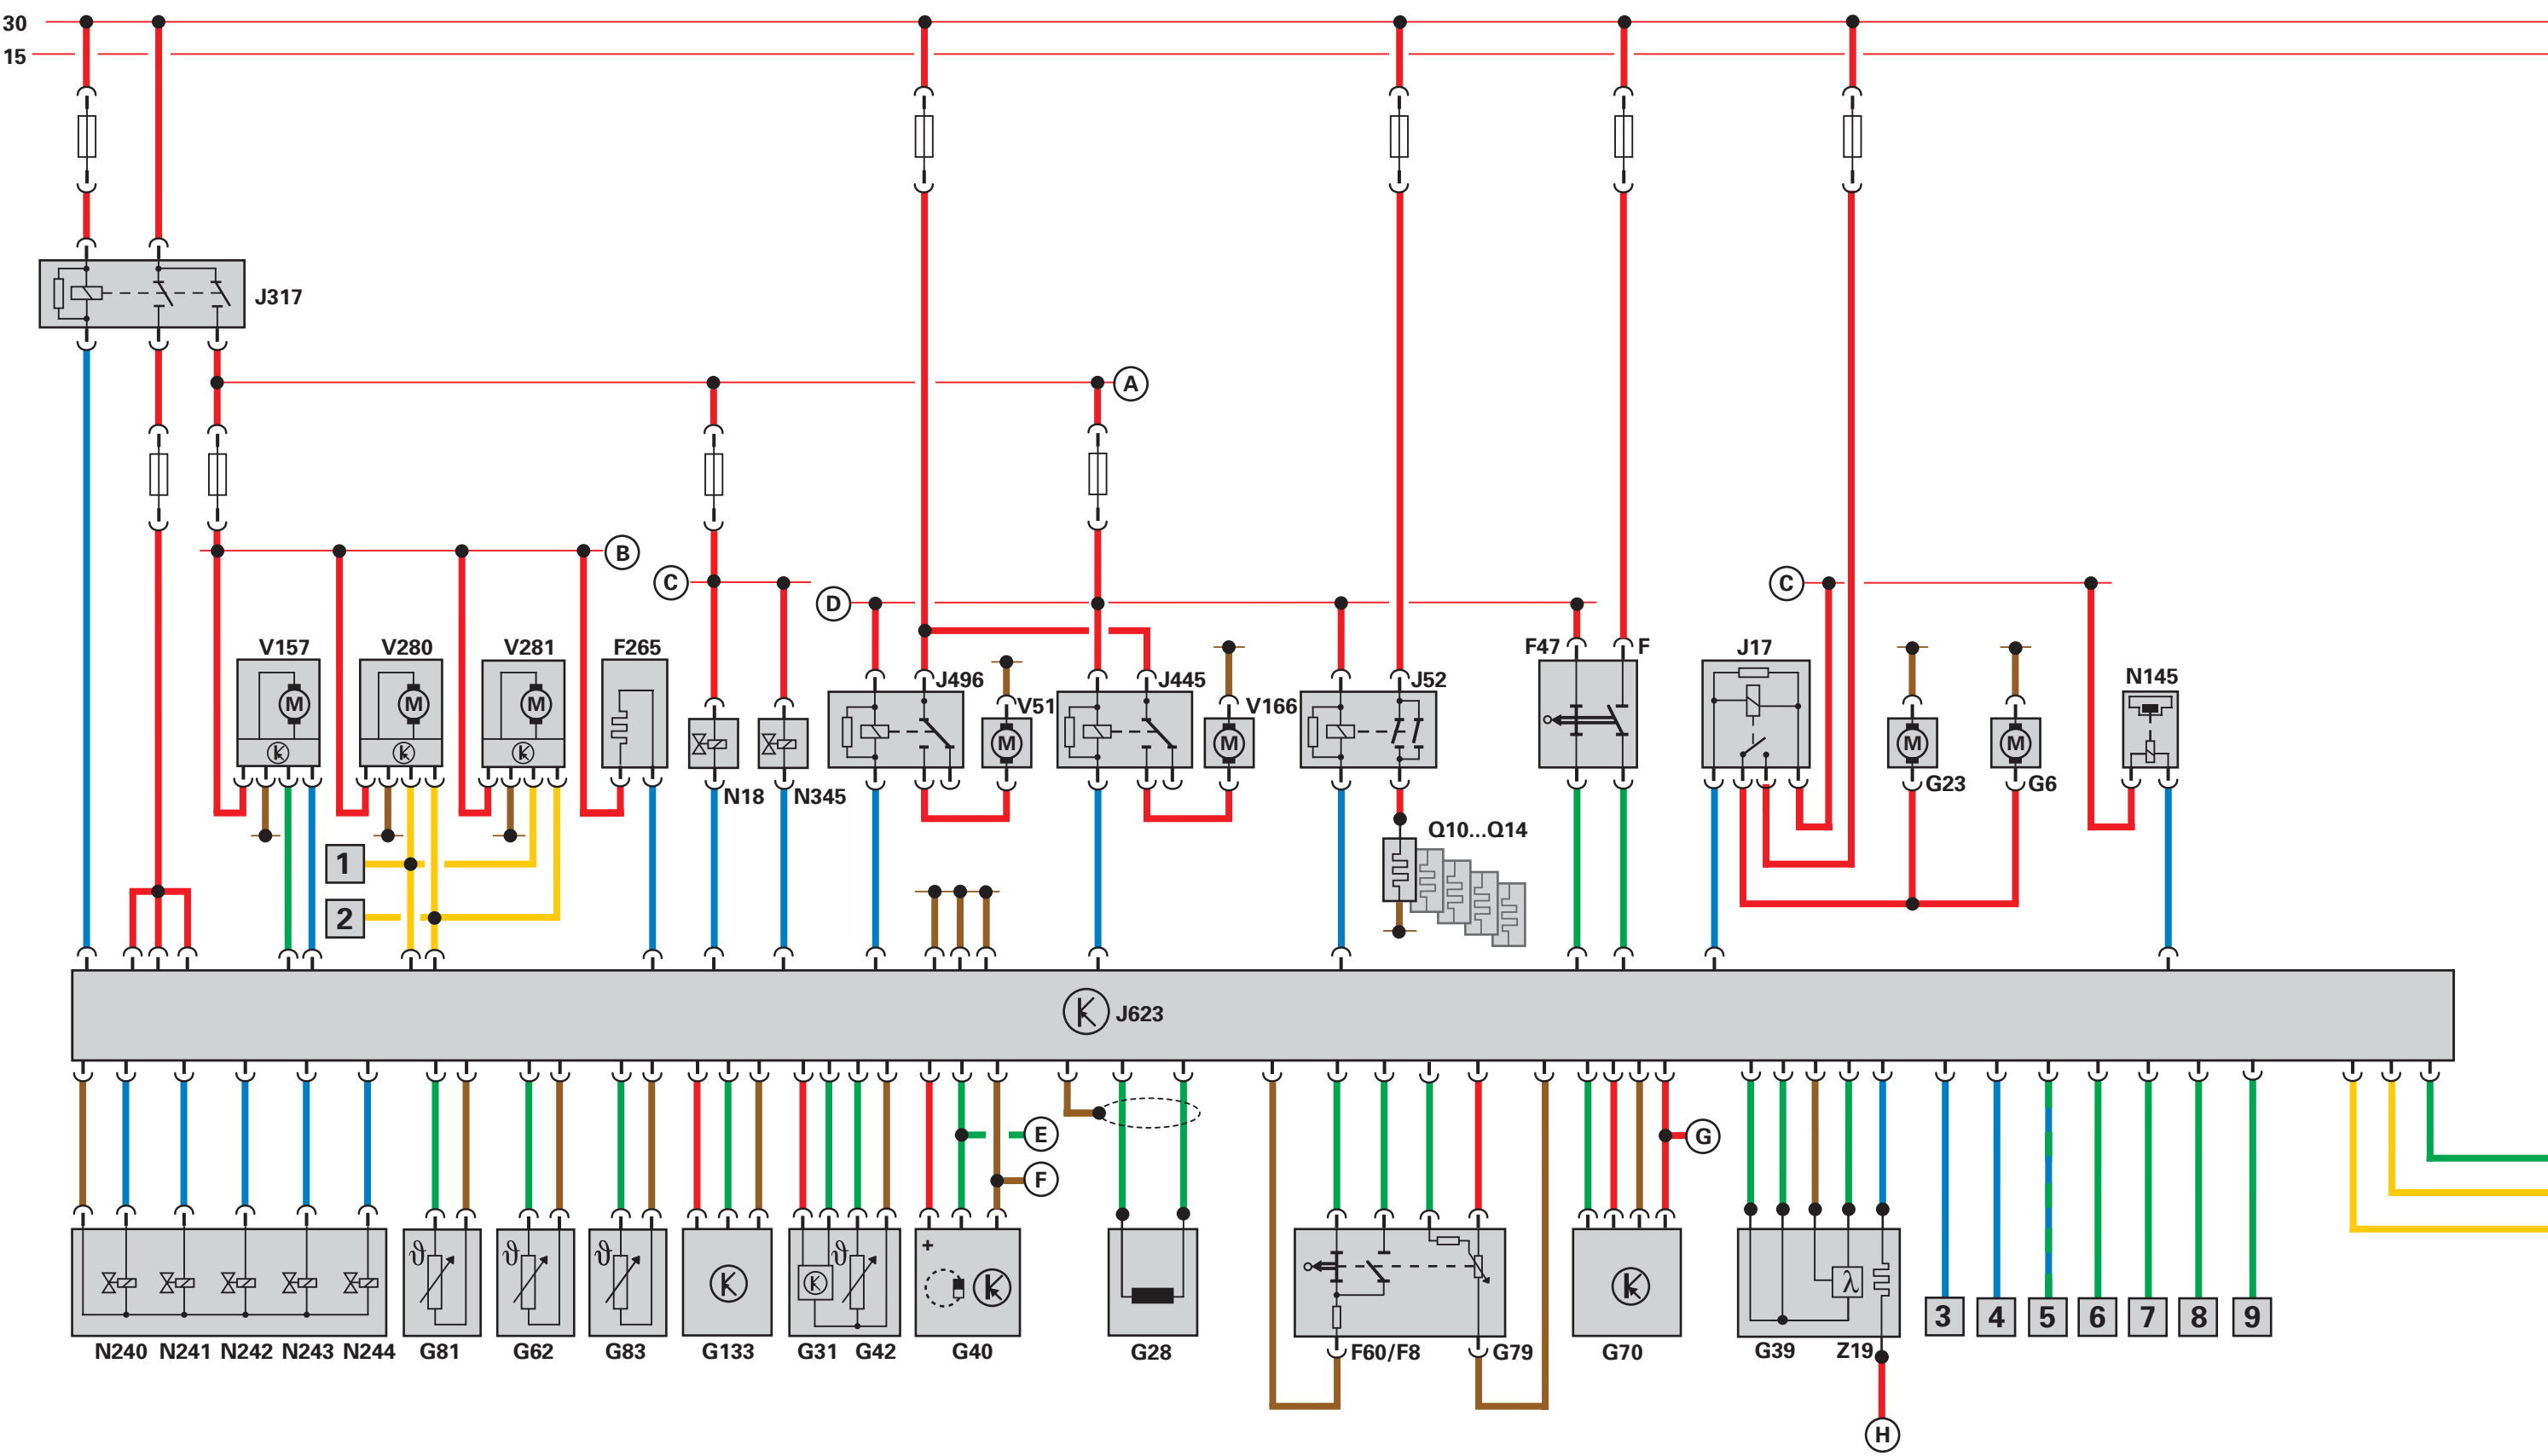 30
15
J317
A
B
C
D
C
V157
V280
V281
F265
F47
F
J17
J496
V51
J445
V166
J52
N145
M
M
M
M
M
M
M
N18
N345
G23
G6
Q10...Q14
1
2
J623
E
F
G
ϑ
ϑ
ϑ
ϑ
+
λ
3
4
5
6
7
8
9
N240 N241 N242 N243 N244
G81
G62
G83
G133
G31
G42
G40
G28
F60/F8
G79
G70
G39
Z19
H